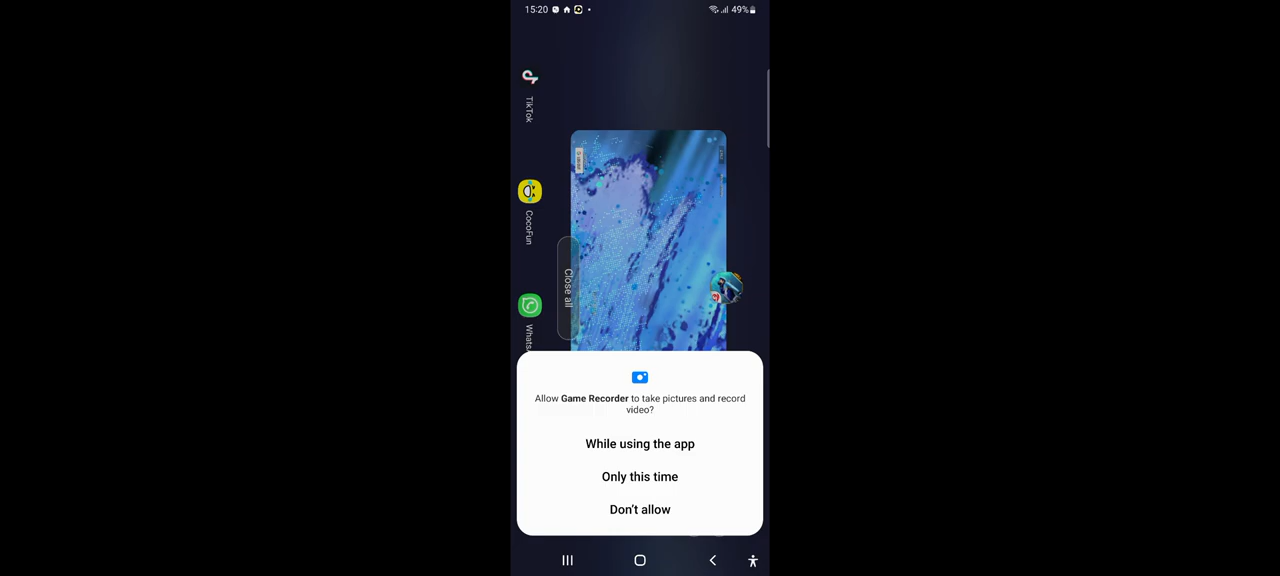 15:20
49%
TikTok
CocoFun
Close all
Whats
Allow Game Recorder to take pictures and record
video?
While using the app
Only this time
Don't allow